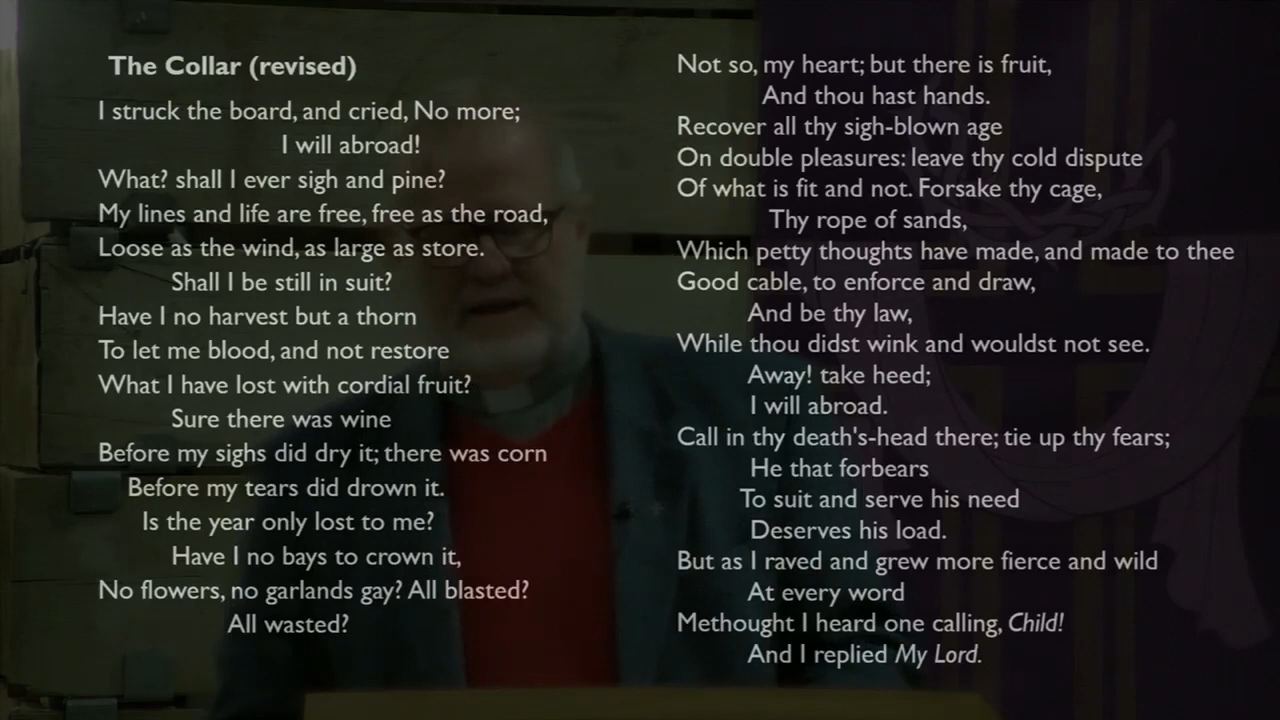 The Collar (revised)
I struck the board, and cried, No more;
I will abroad!
What? shall I ever sigh and pine?
My lines and life are free, free as the road,
Loose as the wind, as large as store.
Shall I be still in suit?
Have I no harvest but a thorn
To let me blood, and not restore
What I have lost with cordial fruit?
Sure there was wine
Before my sighs did dry it; there was corn
Before my tears did drown it.
Is the year only lost to me?
Have I no bays to crown it,
No flowers, no garlands gay? All blasted?
All wasted?
Not so, my heart; but there is fruit,
And thou hast hands.
Recover all thy sigh-blown age
On double pleasures: leave thy cold dispute
Of what is fit and not. Forsake thy cage,
Thy rope of sands,
Which petty thoughts have made, and made to thee
Good cable, to enforce and draw,
And be thy law,
While thou didst wink and wouldst not see.
Away! take heed;
I will abroad.
Call in thy death's-head there; tie up thy fears;
He that forbears
To suit and serve his need
Deserves his load.
But as I raved and grew more fierce and wild
At every word
Methought I heard one calling, Child!
And I replied My Lord.